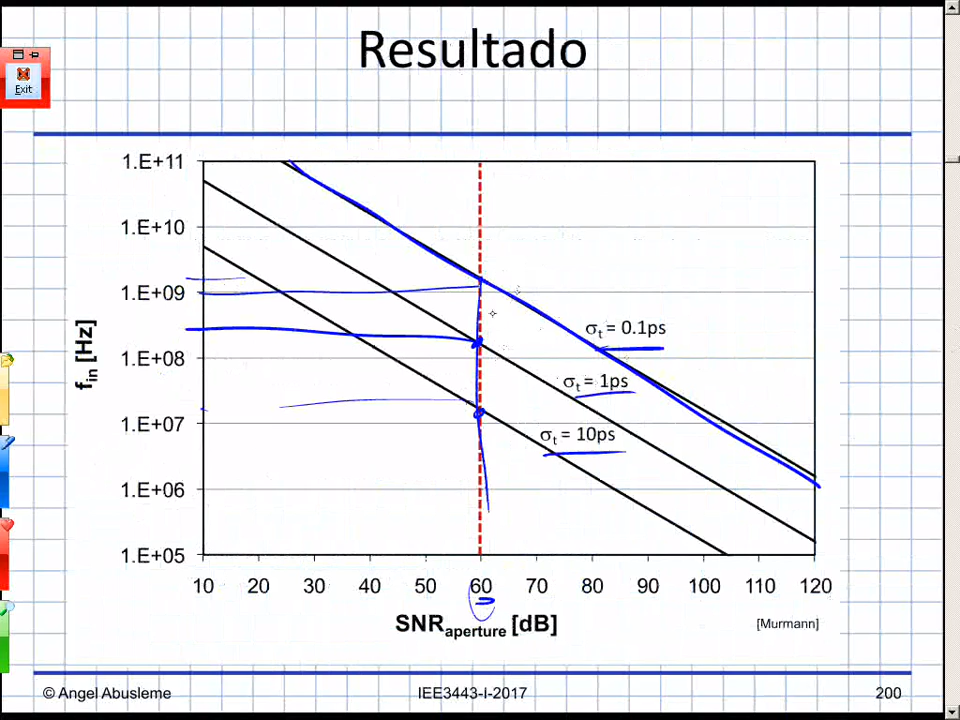 Resultado
Exit
1.E+11
1.E+10
1.E+09
1.E+08
1.E+07
1.E+06
1.E+05
f_in [Hz]
σt = 0.1ps
σt = 1ps
σt = 10ps
10 20 30 40 50 60 70 80 90 100 110 120
SNRaperture [dB]
[Murmann]
© Angel Abusleme IEE3443-I-2017 200